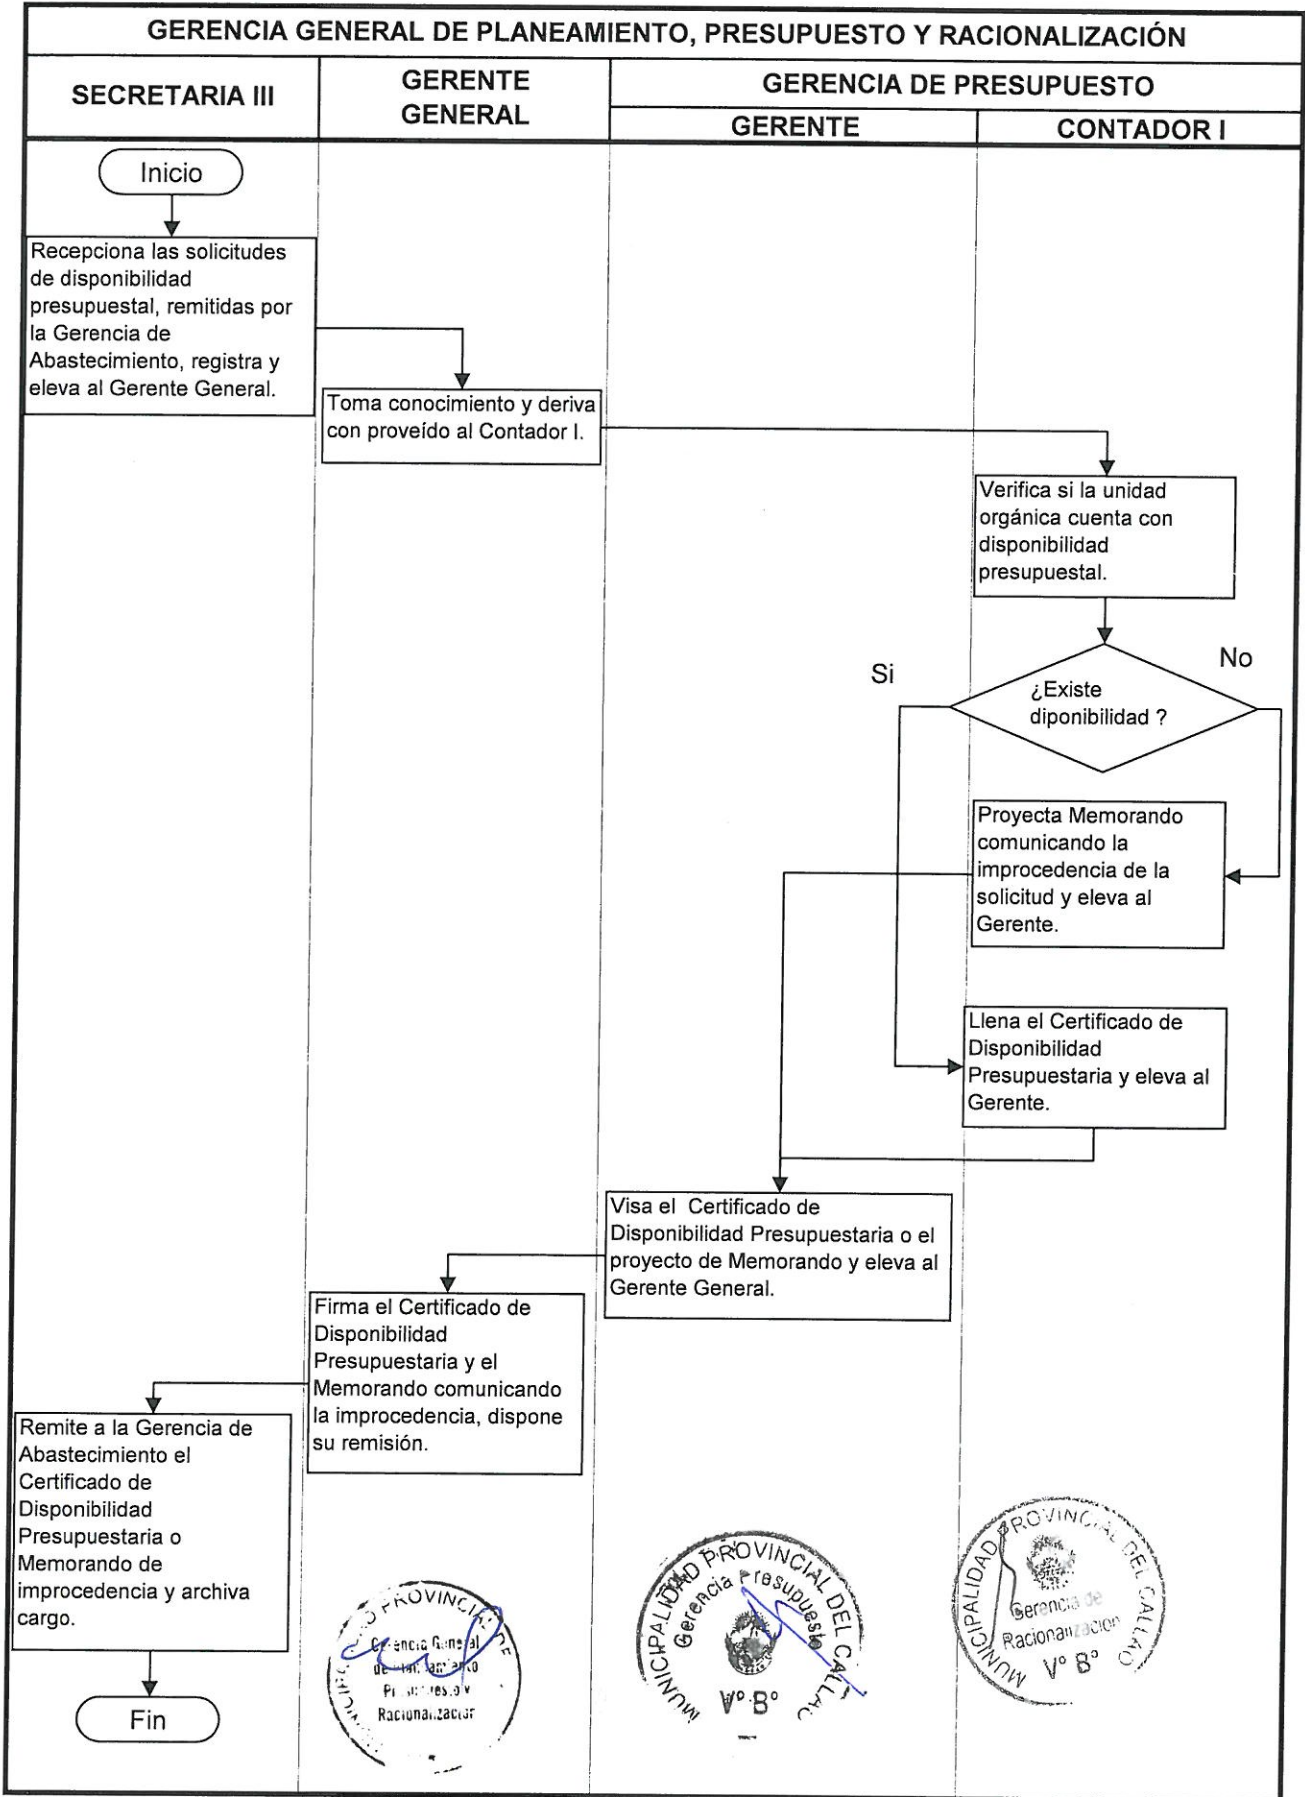 GERENCIA GENERAL DE PLANEAMIENTO, PRESUPUESTO Y RACIONALIZACIÓN
SECRETARIA III
GERENTE
GENERAL
GERENCIA DE PRESUPUESTO
GERENTE
CONTADOR I
Inicio
Recepciona las solicitudes
de disponibilidad
presupuestal, remitidas por
la Gerencia de
Abastecimiento, registra y
eleva al Gerente General.
Toma conocimiento y deriva
con proveído al Contador I.
Verifica si la unidad
orgánica cuenta con
disponibilidad
presupuestal.
¿Existe
diponibilidad ?
Si
No
Proyecta Memorando
comunicando la
improcedencia de la
solicitud y eleva al
Gerente.
Llena el Certificado de
Disponibilidad
Presupuestaria y eleva al
Gerente.
Visa el Certificado de
Disponibilidad Presupuestaria o el
proyecto de Memorando y eleva al
Gerente General.
Firma el Certificado de
Disponibilidad
Presupuestaria y el
Memorando comunicando
la improcedencia, dispone
su remisión.
Remite a la Gerencia de
Abastecimiento el
Certificado de
Disponibilidad
Presupuestaria o
Memorando de
improcedencia y archiva
cargo.
Fin
PROVINCIAL DE
Gerencia General
de Planeamiento
Presupuesto y
Racionalización
MUNICIPALIDAD PROVINCIAL DEL CALLAO
Gerencia Presupuesto
V° B°
MUNICIPALIDAD PROVINCIAL DEL CALLAO
Gerencia de
Racionalización
V° B°